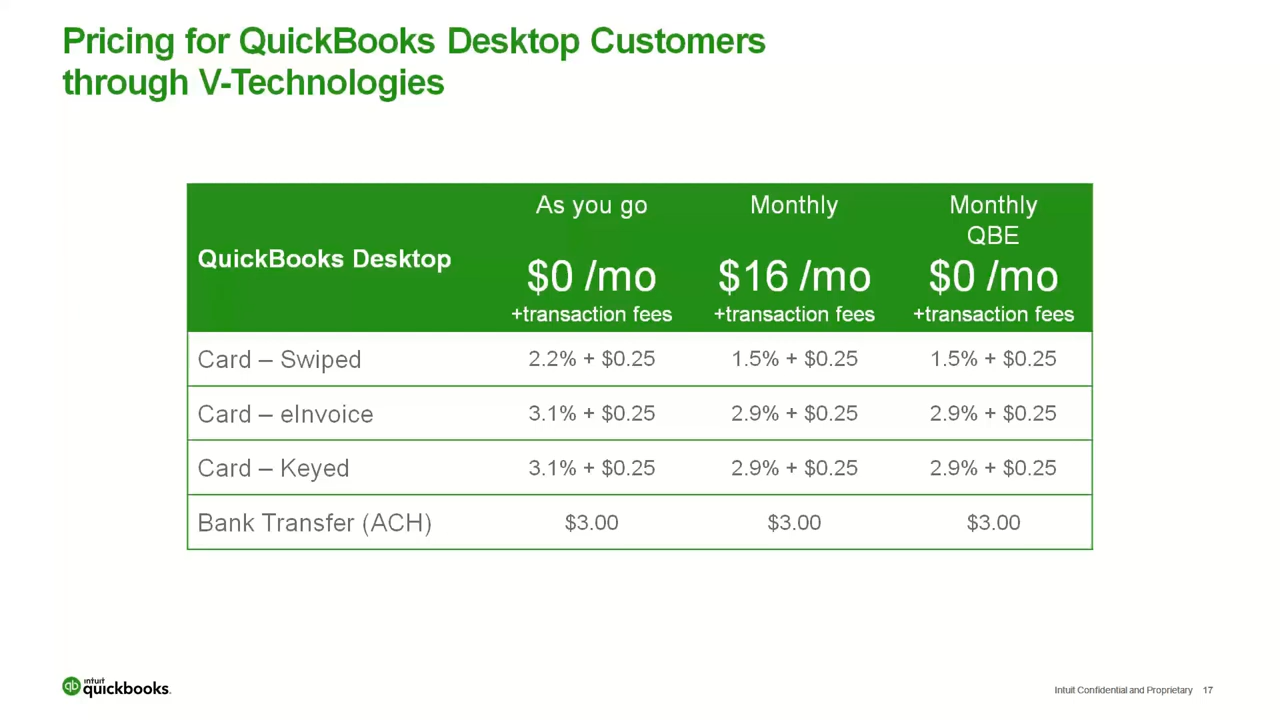 Pricing for QuickBooks Desktop Customers
through V-Technologies
QuickBooks Desktop
As you go
$0 /mo
+transaction fees
Monthly
$16 /mo
+transaction fees
Monthly
QBE
$0 /mo
+transaction fees
Card – Swiped 2.2% + $0.25 1.5% + $0.25 1.5% + $0.25
Card – eInvoice 3.1% + $0.25 2.9% + $0.25 2.9% + $0.25
Card – Keyed 3.1% + $0.25 2.9% + $0.25 2.9% + $0.25
Bank Transfer (ACH) $3.00 $3.00 $3.00
qb intuit quickbooks.
Intuit Confidential and Proprietary 17